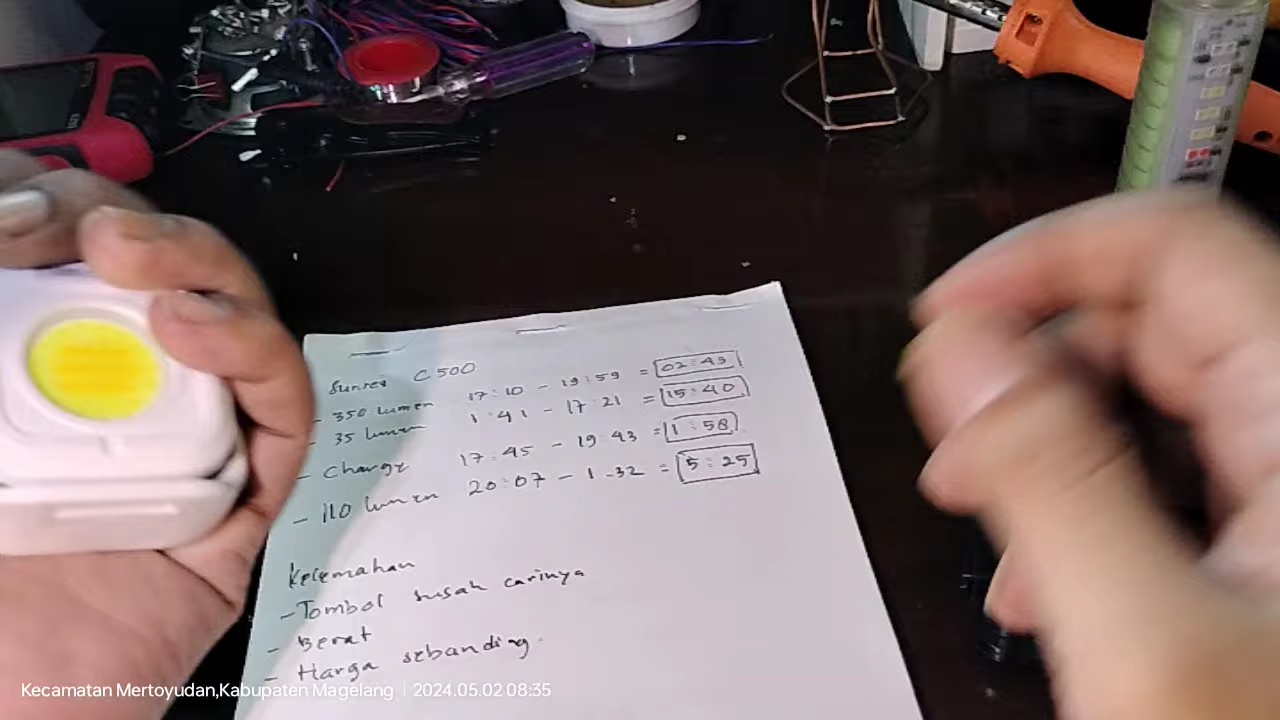 Sunrei C500
- 350 lumen 17:10 - 19:59 = 02:49
- 35 lumen 1:41 - 17:21 = 15:40
- Charge 17:45 - 19:43 = 1:58
- 110 lumen 20:07 - 1.32 = 5:25
Kelemahan
- Tombol susah carinya
- Berat
- Harga sebanding.
Kecamatan Mertoyudan,Kabupaten Magelang | 2024.05.02 08:35